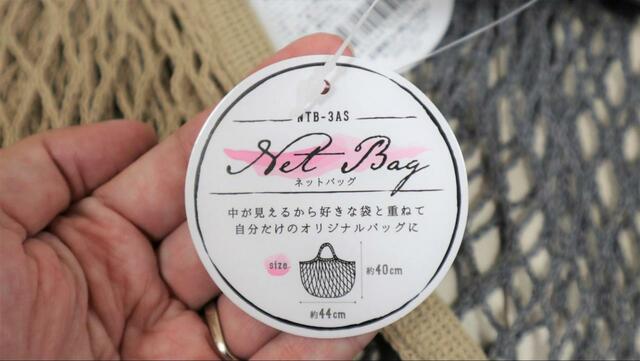 NTB-3AS
Net Bag
ネットバッグ
中が見えるから好きな袋と重ねて
自分だけのオリジナルバッグに
size
約40cm
約44cm